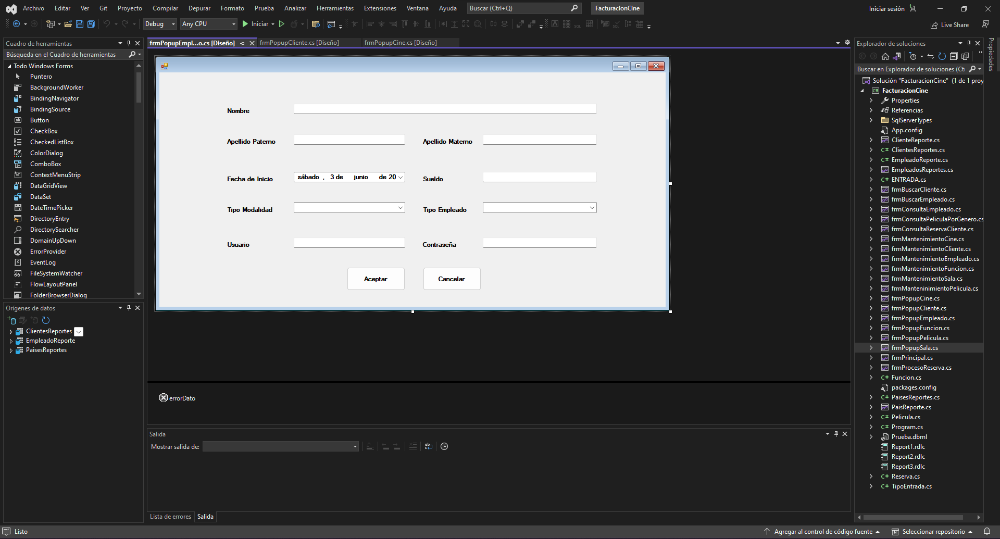 Archivo Editar Ver Git Proyecto Compilar Depurar Formato Prueba Analizar Herramientas Extensiones Ventana Ayuda Buscar (Ctrl+Q) FacturacionCine Iniciar sesión
Debug Any CPU Iniciar Live Share
Cuadro de herramientas
Búsqueda en el Cuadro de herramientas
Todo Windows Forms
Puntero
BackgroundWorker
BindingNavigator
BindingSource
Button
CheckBox
CheckedListBox
ColorDialog
ComboBox
ContextMenuStrip
DataGridView
DataSet
DateTimePicker
DirectoryEntry
DirectorySearcher
DomainUpDown
ErrorProvider
EventLog
FileSystemWatcher
FlowLayoutPanel
FolderBrowserDialog
Orígenes de datos
ClientesReportes
EmpleadoReporte
PaisesReportes
frmPopupEmpl...o.cs [Diseño] frmPopupCliente.cs [Diseño] frmPopupCine.cs [Diseño]
Nombre
Apellido Paterno Apellido Materno
Fecha de Inicio sábado , 3 de junio de 20 Sueldo
Tipo Modalidad Tipo Empleado
Usuario Contraseña
Aceptar Cancelar
errorDato
Salida
Mostrar salida de:
Lista de errores Salida
Explorador de soluciones
Buscar en Explorador de soluciones (Ctr
Solución "FacturacionCine" (1 de 1 proy
FacturacionCine
Properties
Referencias
SqlServerTypes
App.config
ClienteReporte.cs
ClientesReportes.cs
EmpleadoReporte.cs
EmpleadosReportes.cs
ENTRADA.cs
frmBuscarCliente.cs
frmBuscarEmpleado.cs
frmConsultaEmpleado.cs
frmConsultaPeliculaPorGenero.cs
frmConsultaReservaCliente.cs
frmMantenimientoCine.cs
frmMantenimientoCliente.cs
frmMantenimientoEmpleado.cs
frmMantenimientoFuncion.cs
frmMantenimientoSala.cs
frmManteninimientoPelicula.cs
frmPopupCine.cs
frmPopupCliente.cs
frmPopupEmpleado.cs
frmPopupFuncion.cs
frmPopupPelicula.cs
frmPopupSala.cs
frmPrincipal.cs
frmProcesoReserva.cs
Funcion.cs
packages.config
PaisesReportes.cs
PaisReporte.cs
Pelicula.cs
Program.cs
Prueba.dbml
Report1.rdlc
Report2.rdlc
Report3.rdlc
Reserva.cs
TipoEntrada.cs
Propiedades
Listo Agregar al control de código fuente Seleccionar repositorio